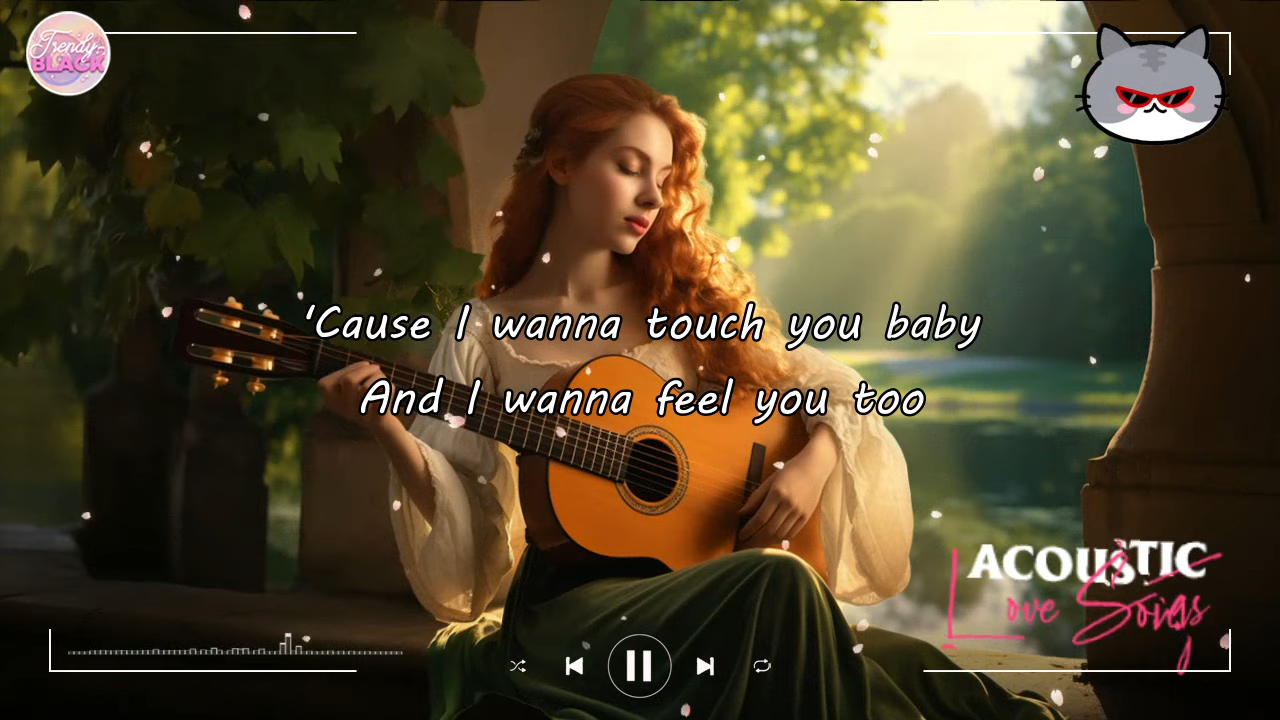 Trendy
BLACK
'Cause I wanna touch you baby
And I wanna feel you too
ACOUSTIC
Love Songs